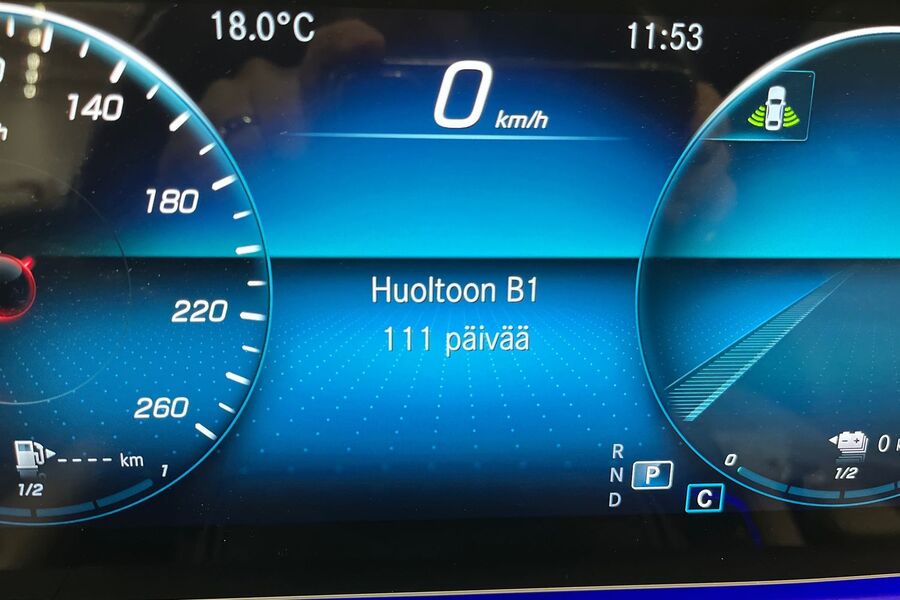 18.0°C
11:53
0 km/h
140
180
220
260
Huoltoon B1
111 päivää
----- km
1/2
1
R
N P
D
C
0
0
1/2